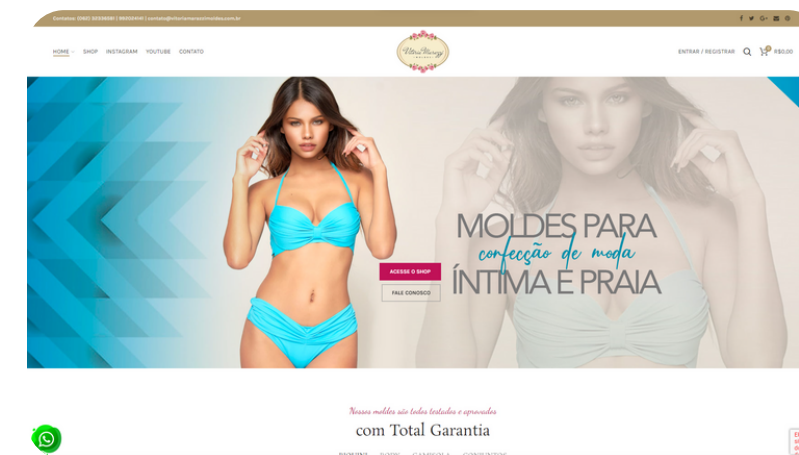 HOME SHOP INSTAGRAM YOUTUBE CONTATO
ENTRAR / REGISTRAR 0 R$0,00
MOLDES PARA
confecção de moda
ÍNTIMA E PRAIA
ACESSE O SHOP
FALE CONOSCO
Nossos moldes são todos testados e aprovados
com Total Garantia